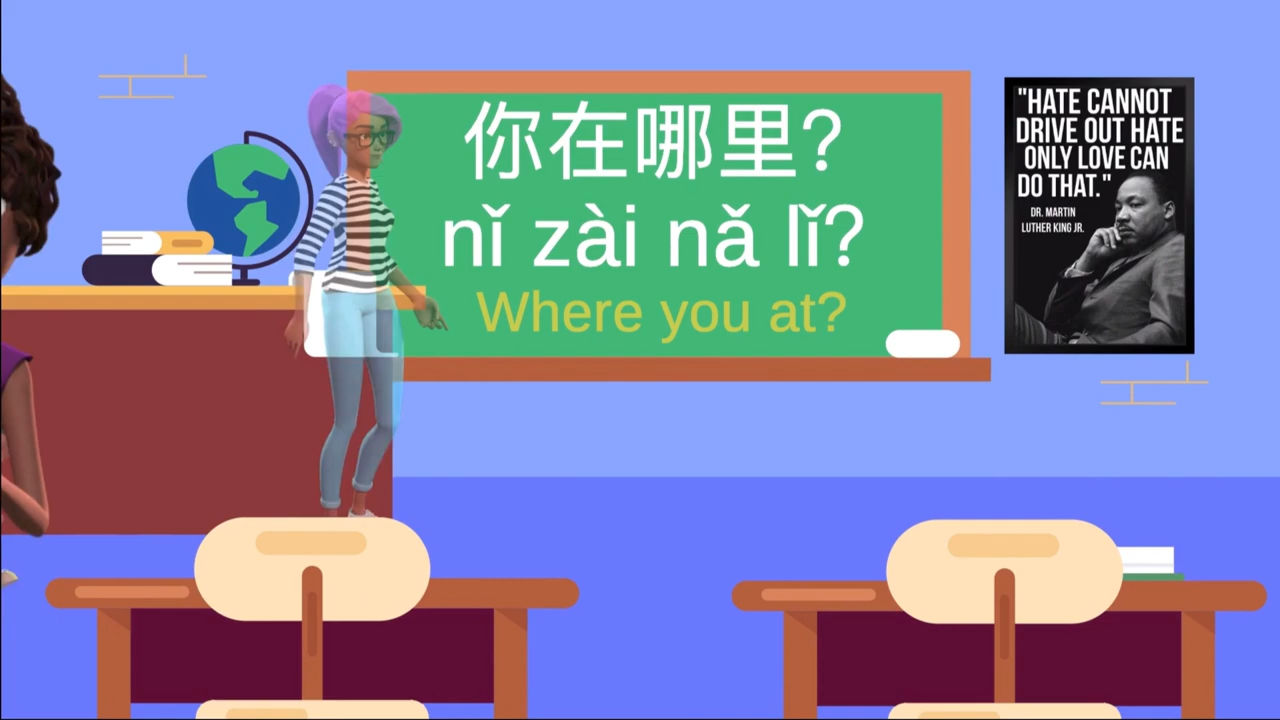 你在哪里?
nǐ zài nǎ lǐ?
Where you at?
"HATE CANNOT
DRIVE OUT HATE
ONLY LOVE CAN
DO THAT."
DR. MARTIN
LUTHER KING JR.